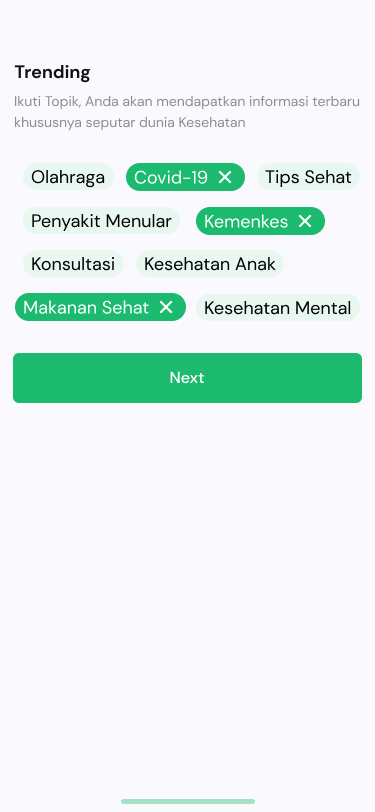 Trending
Ikuti Topik, Anda akan mendapatkan informasi terbaru
khususnya seputar dunia Kesehatan
Olahraga Covid-19 Tips Sehat
Penyakit Menular Kemenkes
Konsultasi Kesehatan Anak
Makanan Sehat Kesehatan Mental
Next